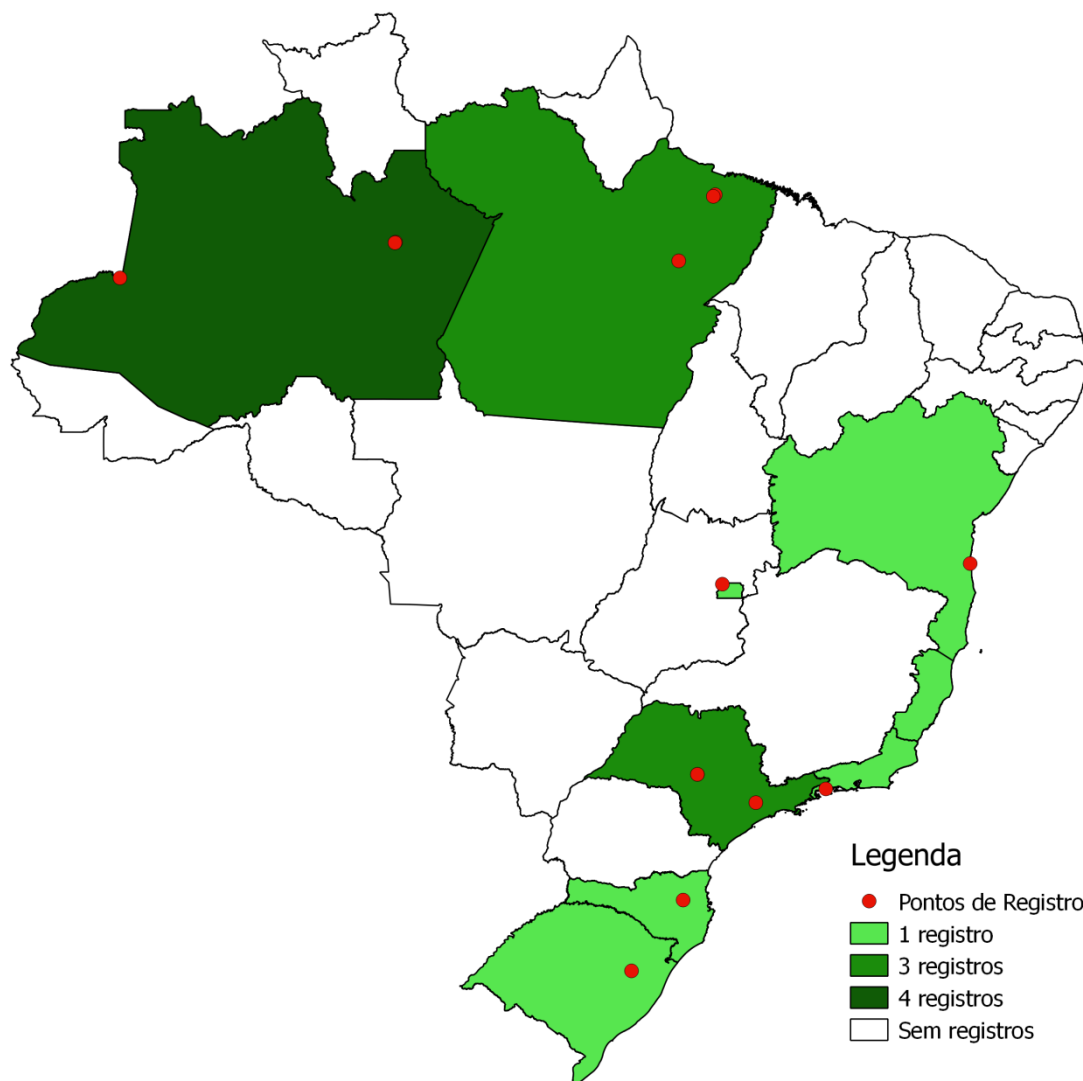 Legenda
Pontos de Registro
1 registro
3 registros
4 registros
Sem registros